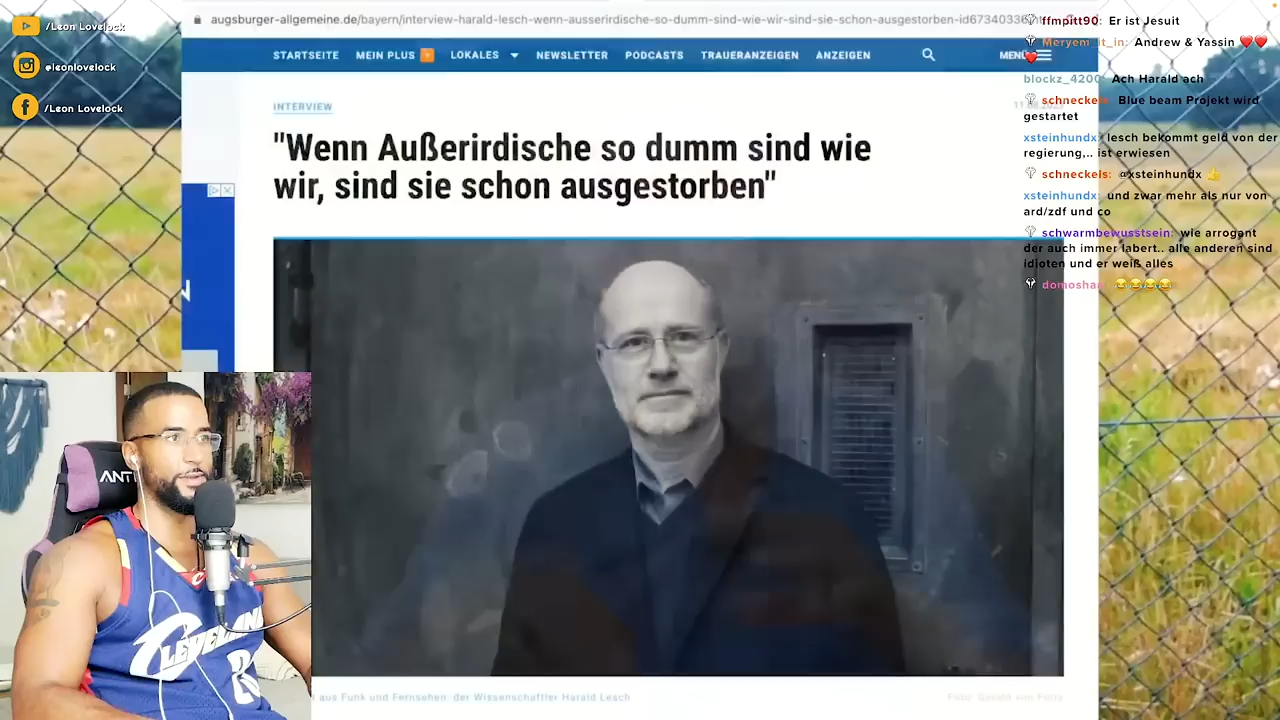 /Leon Lovelock
@leonlovelock
/Leon Lovelock
augsburger-allgemeine.de/bayern/interview-harald-lesch-wenn-ausserirdische-so-dumm-sind-wie-wir-sind-sie-schon-ausgestorben-id67340336
STARTSEITE MEIN PLUS LOKALES NEWSLETTER PODCASTS TRAUERANZEIGEN ANZEIGEN MENÜ
INTERVIEW
"Wenn Außerirdische so dumm sind wie
wir, sind sie schon ausgestorben"
aus Funk und Fernsehen: der Wissenschaftler Harald Lesch
ffmpitt90: Er ist Jesuit
Andrew & Yassin ❤️❤️
❤️
blockz_4200: Ach Harald ach
schneckels: Blue beam Projekt wird
gestartet
xsteinhundx: lesch bekommt geld von der
regierung,.. ist erwiesen
schneckels: @xsteinhundx 👍
xsteinhundx: und zwar mehr als nur von
ard/zdf und co
schwarmbewusstsein: wie arrogant
der auch immer labert.. alle anderen sind
idioten und er weiß alles
😂😂😂😂
ANT
CLEVELAND